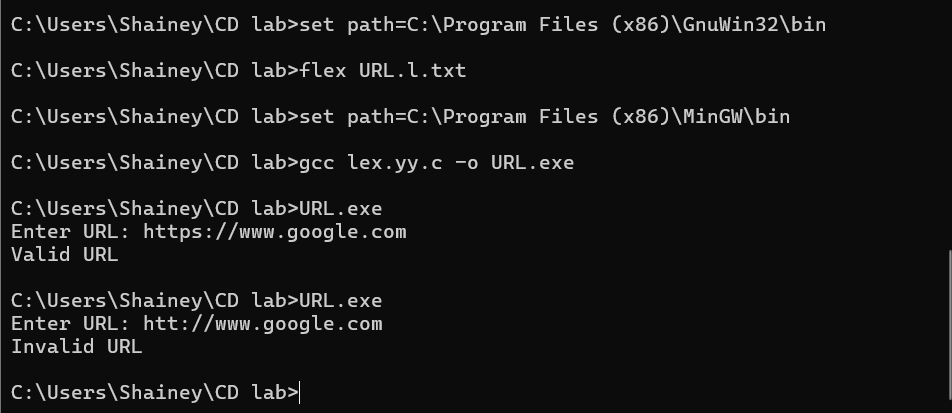 C:\Users\Shainey\CD lab>set path=C:\Program Files (x86)\GnuWin32\bin
C:\Users\Shainey\CD lab>flex URL.l.txt
C:\Users\Shainey\CD lab>set path=C:\Program Files (x86)\MinGW\bin
C:\Users\Shainey\CD lab>gcc lex.yy.c -o URL.exe
C:\Users\Shainey\CD lab>URL.exe
Enter URL: https://www.google.com
Valid URL
C:\Users\Shainey\CD lab>URL.exe
Enter URL: htt://www.google.com
Invalid URL
C:\Users\Shainey\CD lab>